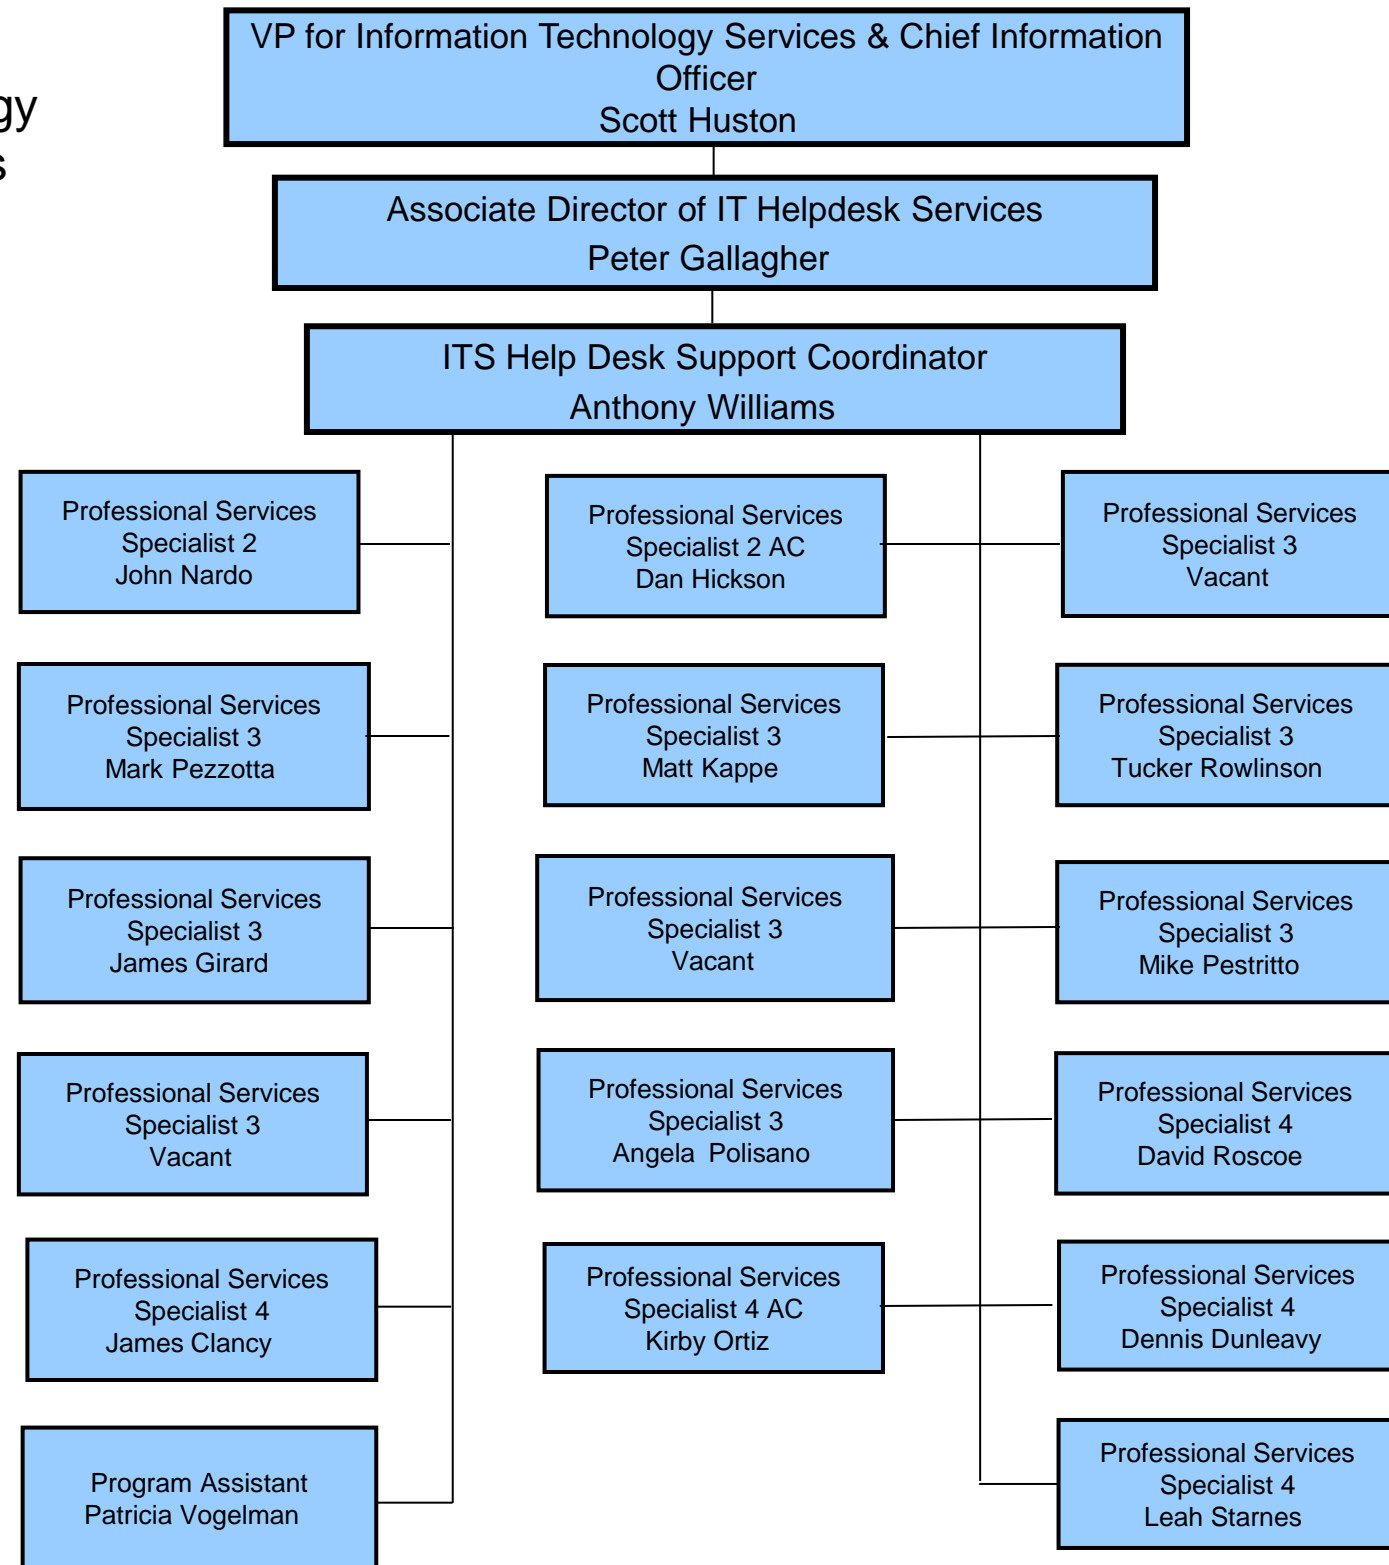 VP for Information Technology Services & Chief Information
Officer
Scott Huston
Associate Director of IT Helpdesk Services
Peter Gallagher
ITS Help Desk Support Coordinator
Anthony Williams
Professional Services
Specialist 2
John Nardo
Professional Services
Specialist 2 AC
Dan Hickson
Professional Services
Specialist 3
Vacant
Professional Services
Specialist 3
Mark Pezzotta
Professional Services
Specialist 3
Matt Kappe
Professional Services
Specialist 3
Tucker Rowlinson
Professional Services
Specialist 3
James Girard
Professional Services
Specialist 3
Vacant
Professional Services
Specialist 3
Mike Pestritto
Professional Services
Specialist 3
Vacant
Professional Services
Specialist 3
Angela Polisano
Professional Services
Specialist 4
David Roscoe
Professional Services
Specialist 4
James Clancy
Professional Services
Specialist 4 AC
Kirby Ortiz
Professional Services
Specialist 4
Dennis Dunleavy
Program Assistant
Patricia Vogelman
Professional Services
Specialist 4
Leah Starnes